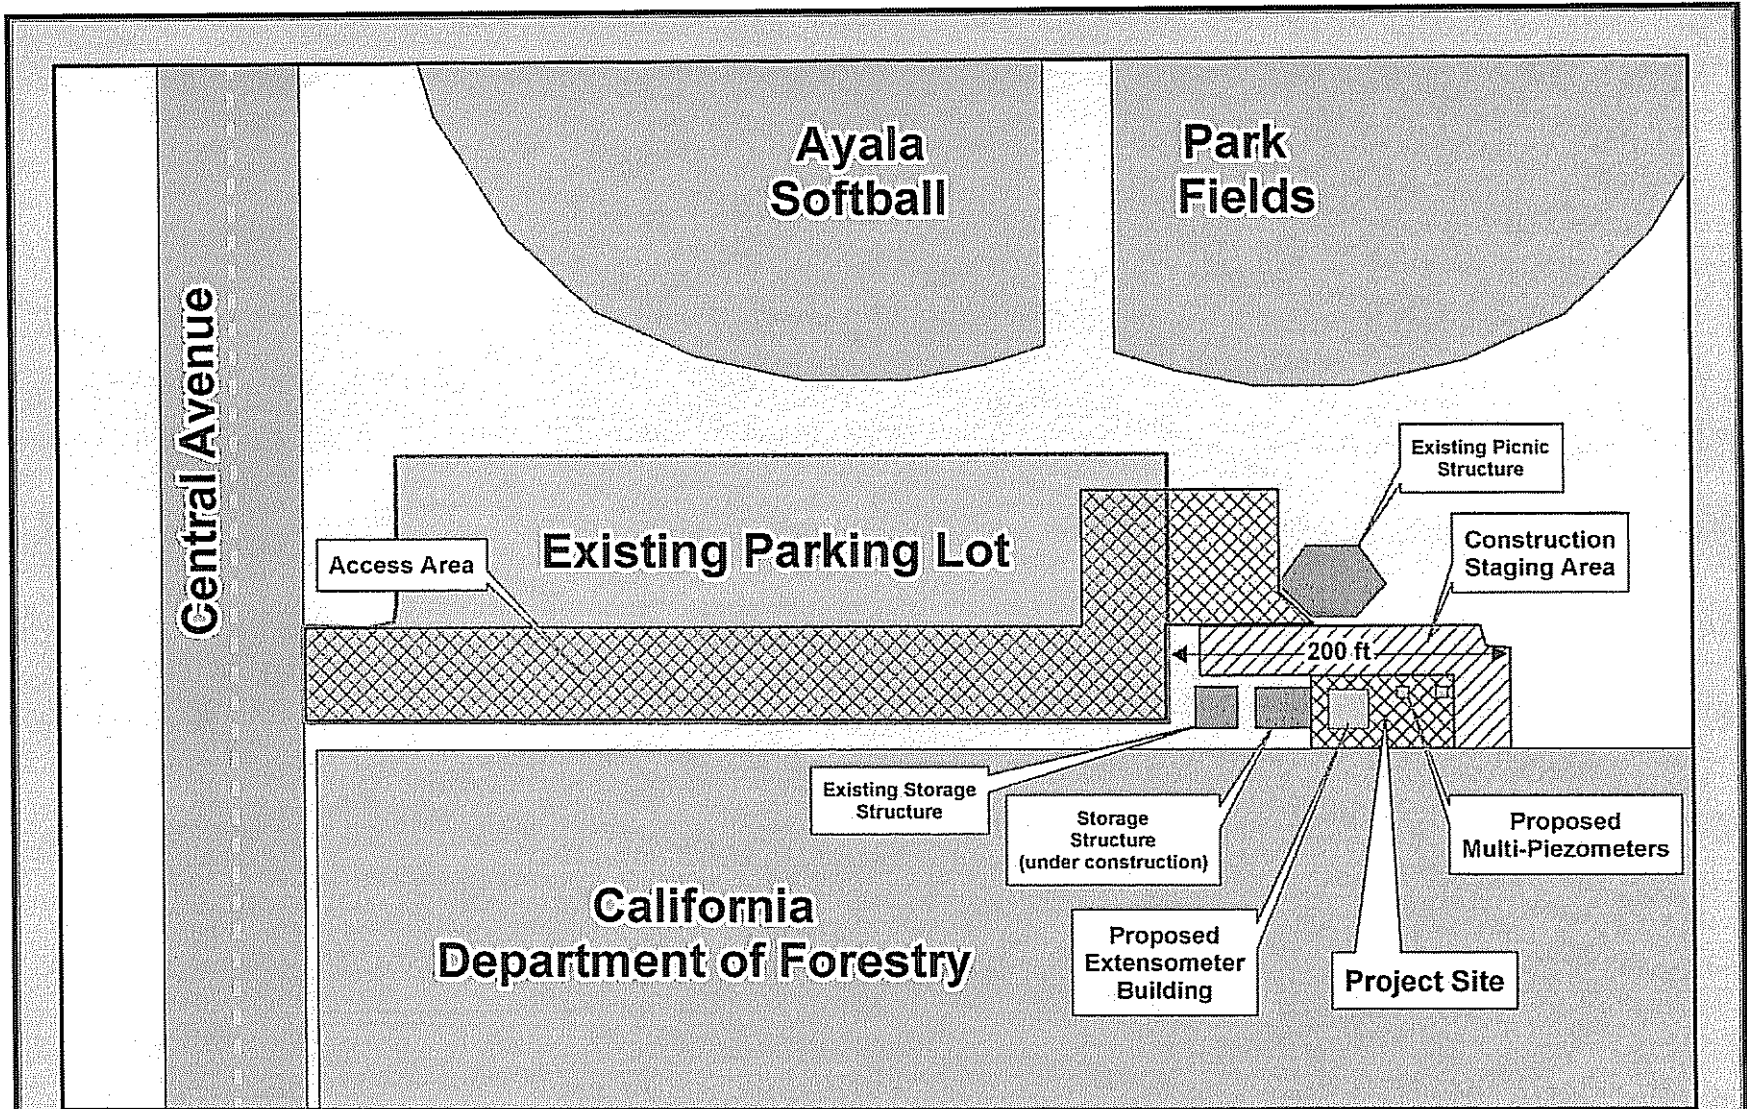 Ayala
Softball
Park
Fields
Central Avenue
Existing Picnic
Structure
Construction
Staging Area
Access Area
Existing Parking Lot
200 ft
Existing Storage
Structure
Storage
Structure
(under construction)
Proposed
Multi-Piezometers
California
Department of Forestry
Proposed
Extensometer
Building
Project Site